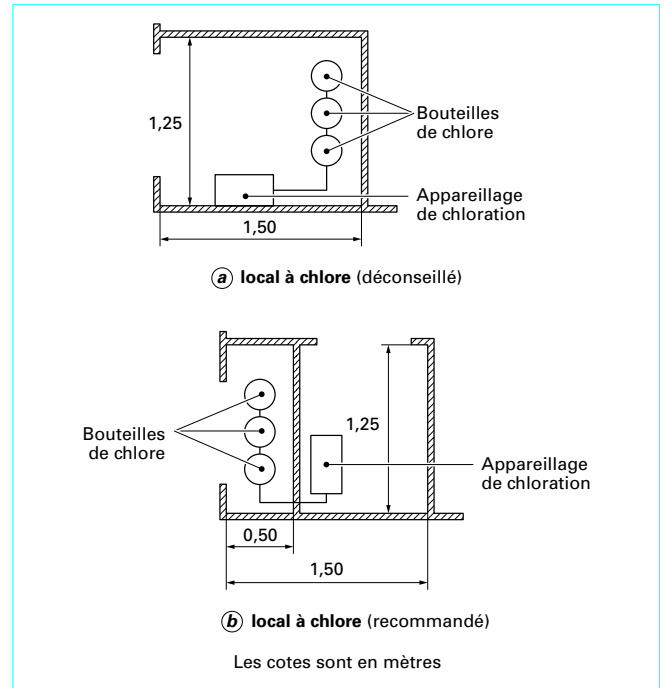 1,25
Bouteilles
de chlore
Appareillage
de chloration
1,50
a local à chlore (déconseillé)
Bouteilles
de chlore
1,25
Appareillage
de chloration
0,50
1,50
b local à chlore (recommandé)
Les cotes sont en mètres